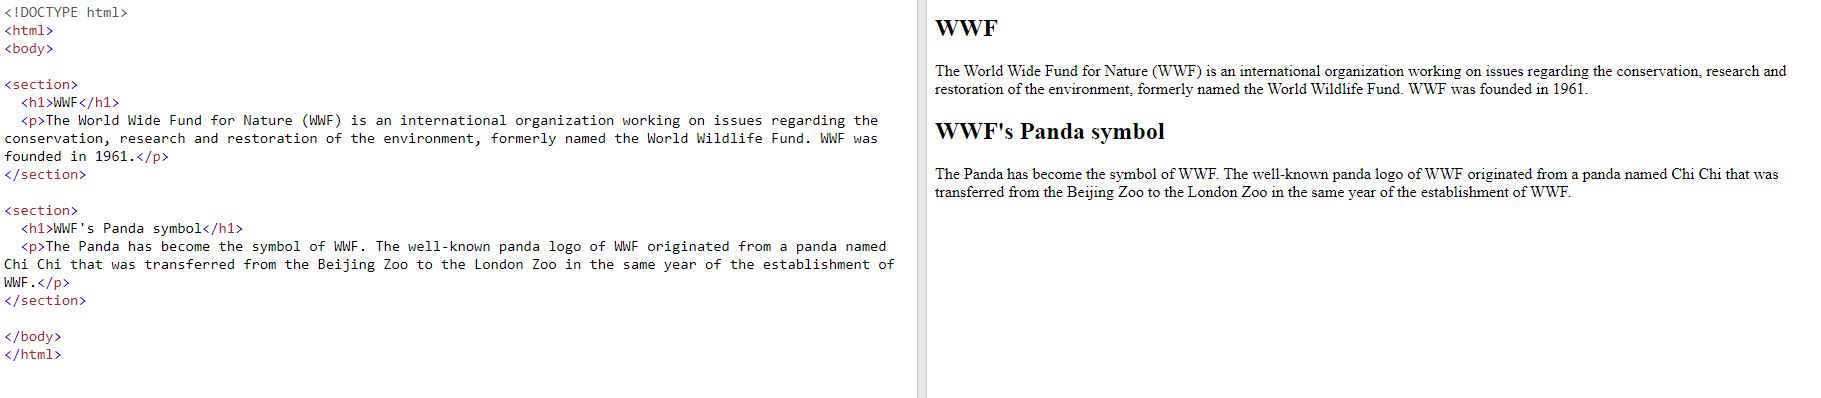 <!DOCTYPE html>
<html>
<body>
<section>
<h1>WWF</h1>
<p>The World Wide Fund for Nature (WWF) is an international organization working on issues regarding the
conservation, research and restoration of the environment, formerly named the World Wildlife Fund. WWF was
founded in 1961.</p>
</section>
<section>
<h1>WWF's Panda symbol</h1>
<p>The Panda has become the symbol of WWF. The well-known panda logo of WWF originated from a panda named
Chi Chi that was transferred from the Beijing Zoo to the London Zoo in the same year of the establishment of
WWF.</p>
</section>
</body>
</html>
WWF
The World Wide Fund for Nature (WWF) is an international organization working on issues regarding the conservation, research and
restoration of the environment, formerly named the World Wildlife Fund. WWF was founded in 1961.
WWF's Panda symbol
The Panda has become the symbol of WWF. The well-known panda logo of WWF originated from a panda named Chi Chi that was
transferred from the Beijing Zoo to the London Zoo in the same year of the establishment of WWF.